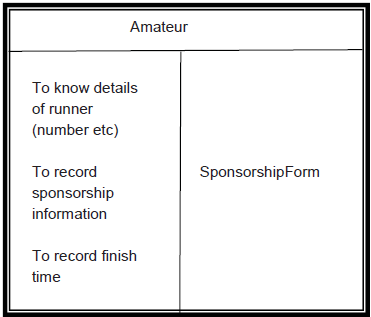 Amateur
To know details
of runner
(number etc)
To record
sponsorship
information
SponsorshipForm
To record finish
time